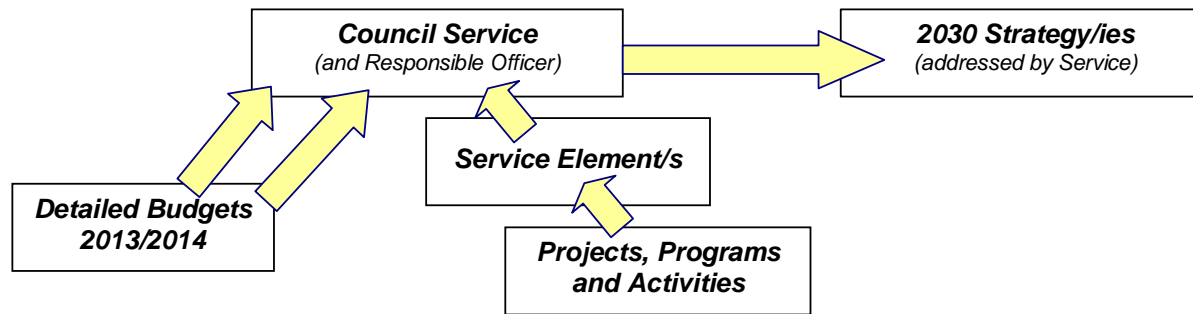 Council Service
(and Responsible Officer)
2030 Strategy/ies
(addressed by Service)
Service Element/s
Detailed Budgets
2013/2014
Projects, Programs
and Activities